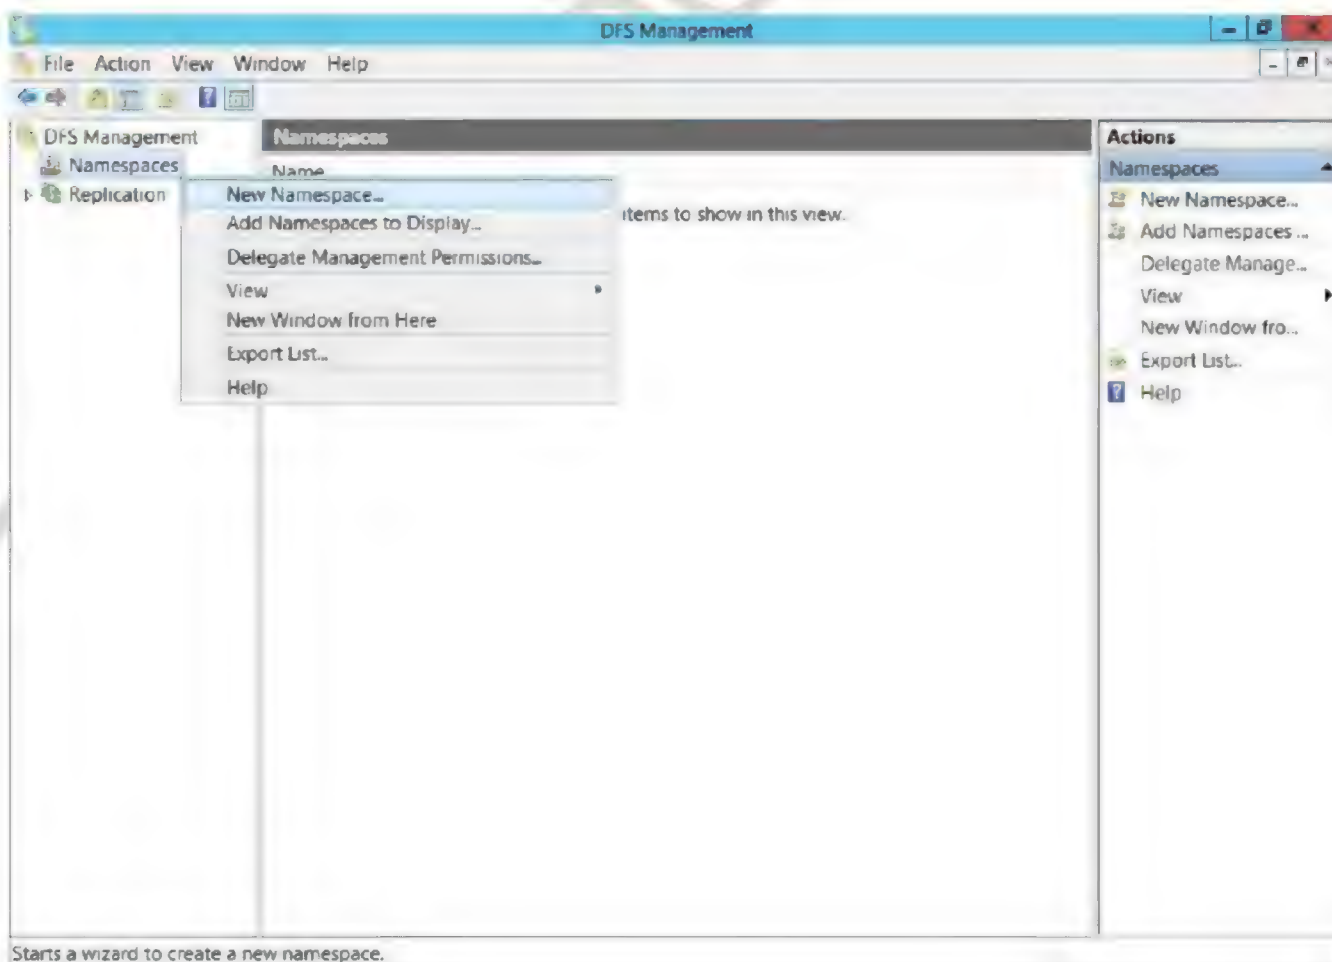 DFS Management
File Action View Window Help
DFS Management
Namespaces
Replication
Namespaces
Name
items to show in this view.
New Namespace...
Add Namespaces to Display...
Delegate Management Permissions...
View
New Window from Here
Export List...
Help
Actions
Namespaces
New Namespace...
Add Namespaces ...
Delegate Manage...
View
New Window fro...
Export List...
Help
Starts a wizard to create a new namespace.